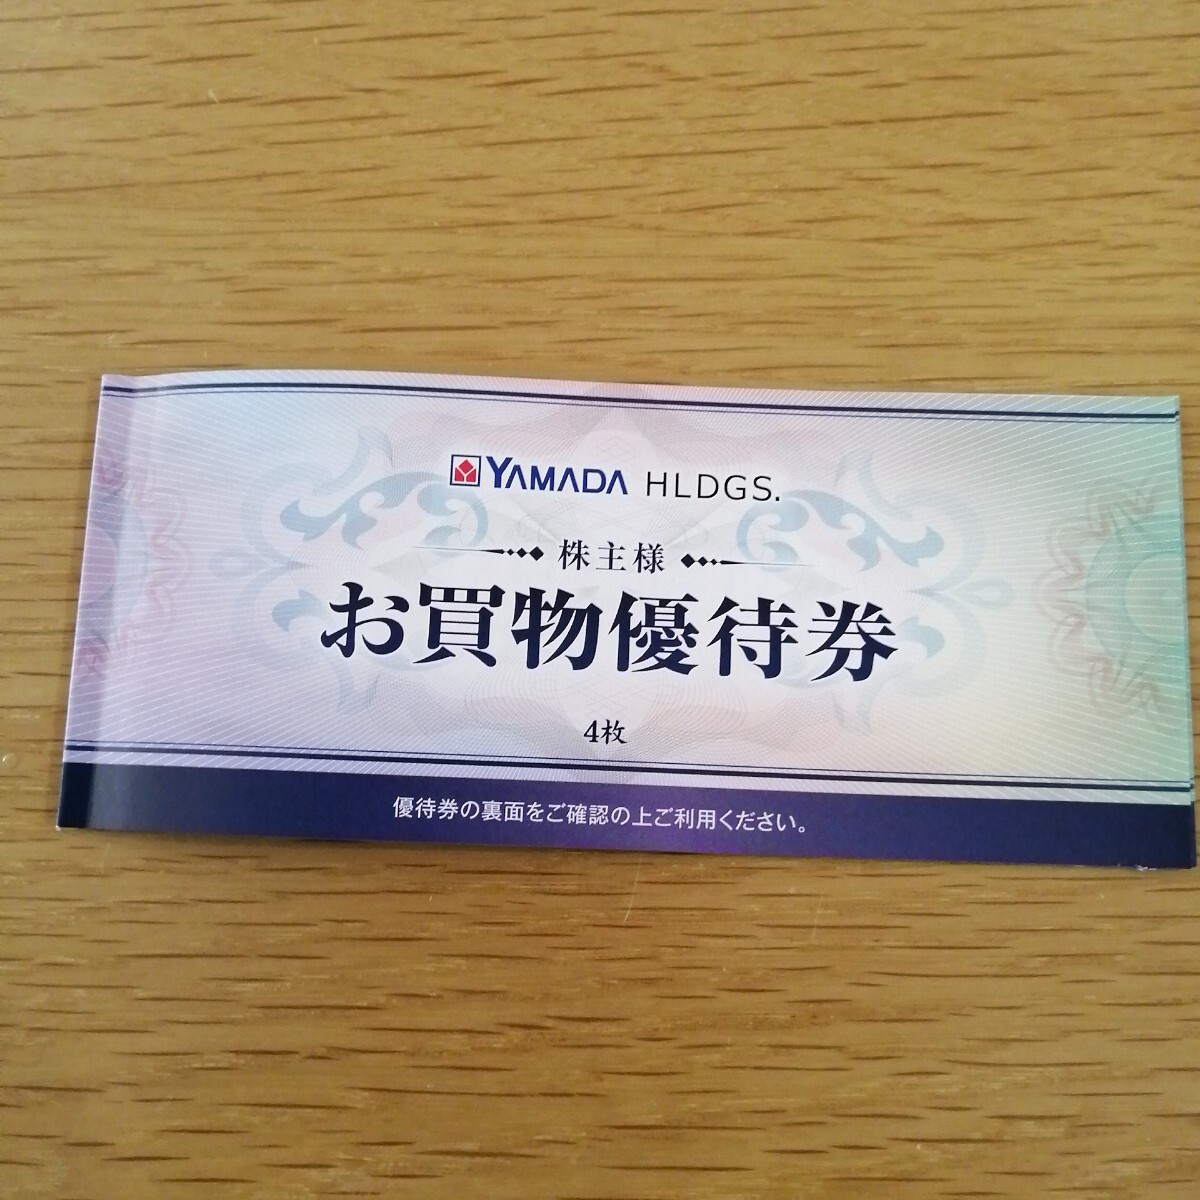 YAMADA HLDGS.
株主様
お買物優待券
4枚
優待券の裏面をご確認の上ご利用ください。